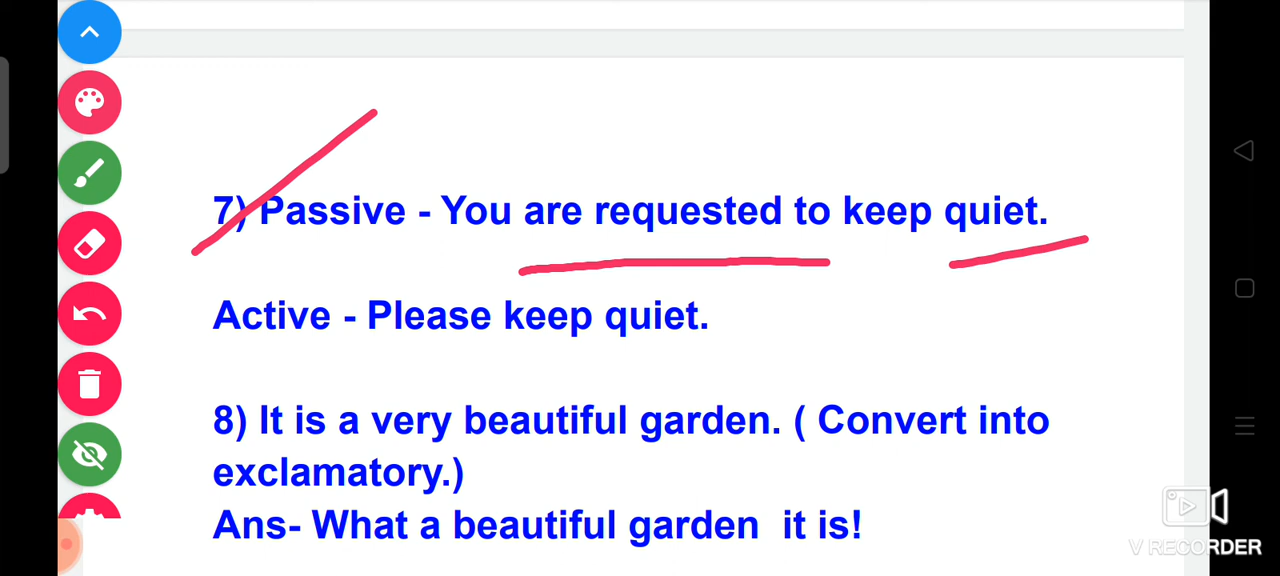 7) Passive - You are requested to keep quiet.
Active - Please keep quiet.
8) It is a very beautiful garden. ( Convert into
exclamatory.)
Ans- What a beautiful garden  it is!
V RECORDER